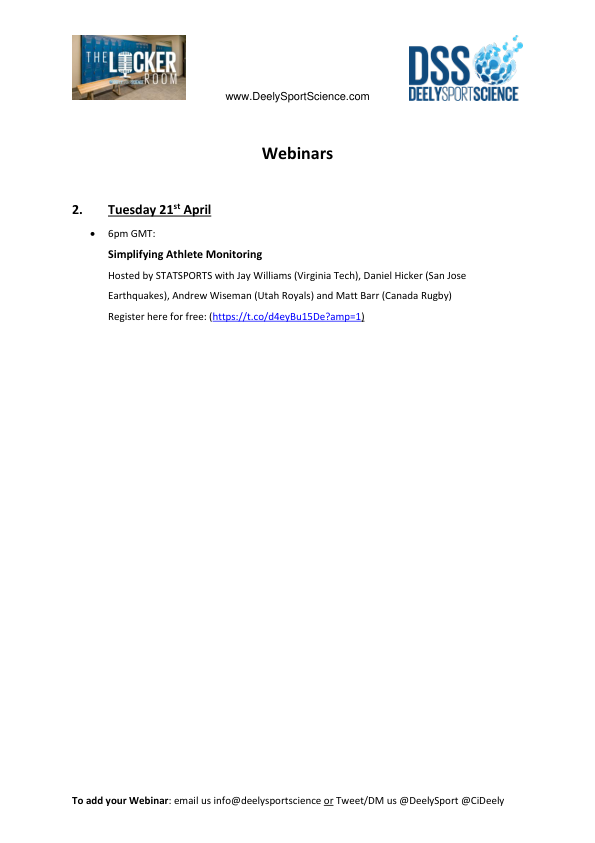 THE LOCKER
ROOM
DSS
DEELYSPORTSCIENCE
www.DeelySportScience.com
Webinars
2. Tuesday 21st April
• 6pm GMT:
Simplifying Athlete Monitoring
Hosted by STATSPORTS with Jay Williams (Virginia Tech), Daniel Hicker (San Jose
Earthquakes), Andrew Wiseman (Utah Royals) and Matt Barr (Canada Rugby)
Register here for free: (https://t.co/d4eyBu15De?amp=1)
To add your Webinar: email us info@deelysportscience or Tweet/DM us @DeelySport @CiDeely